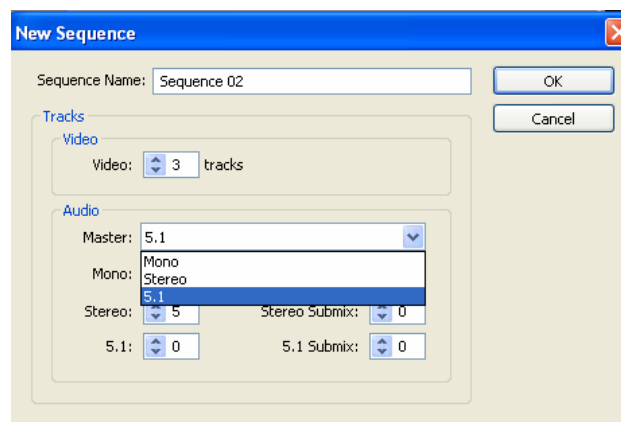 New Sequence
Sequence Name: Sequence 02
OK
Cancel
Tracks
Video
Video: 3 tracks
Audio
Master: 5.1
Mono
Stereo
5.1
Mono:
Stereo: 5 Stereo Submix: 0
5.1: 0 5.1 Submix: 0